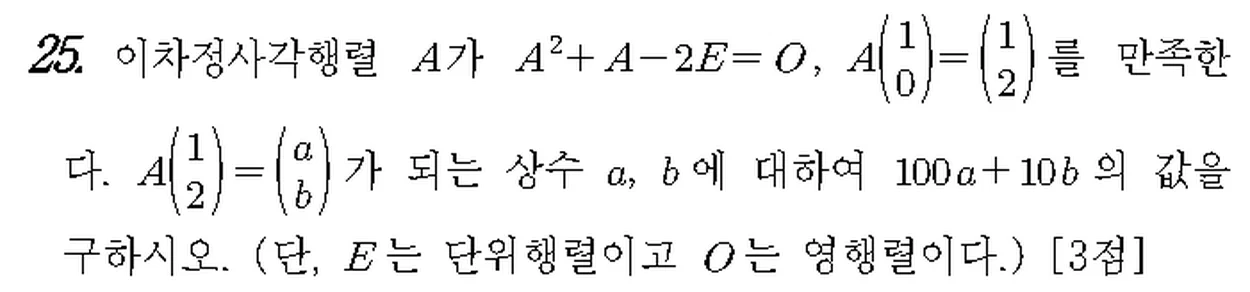 25. 이차정사각행렬 A가 A²+A-2E=O, A(1 0)=(1 2)를 만족한
다. A(1 2)=(a b)가 되는 상수 a, b에 대하여 100a+10b의 값을
구하시오. (단, E는 단위행렬이고 O는 영행렬이다.) [3점]